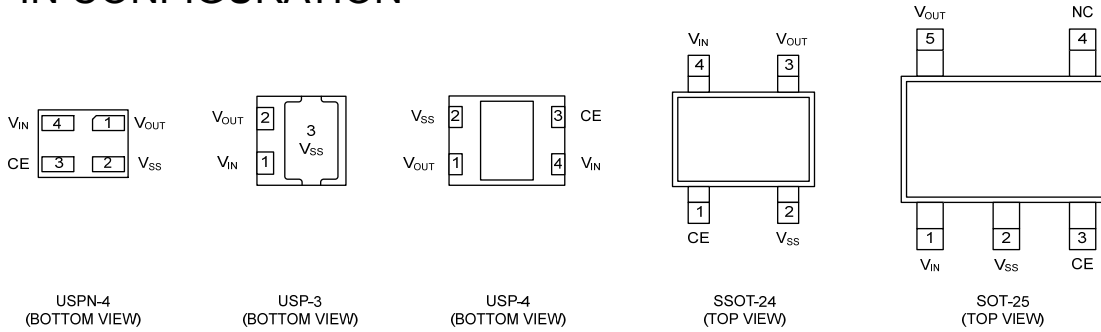 IN CONFIGURATION
VIN 4 1 VOUT
CE 3 2 VSS
USPN-4
(BOTTOM VIEW)
VOUT 2
3
VSS
VIN 1
USP-3
(BOTTOM VIEW)
VSS 2 3 CE
VOUT 1 4 VIN
USP-4
(BOTTOM VIEW)
VIN VOUT
4 3
1 2
CE VSS
SSOT-24
(TOP VIEW)
VOUT NC
5 4
1 2 3
VIN VSS CE
SOT-25
(TOP VIEW)